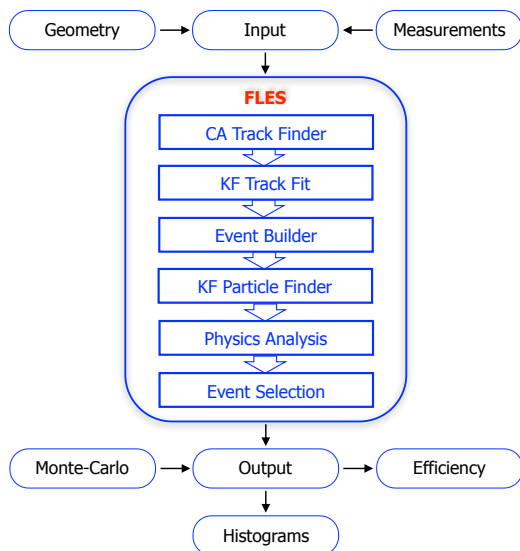 Geometry
Input
Measurements
FLES
CA Track Finder
KF Track Fit
Event Builder
KF Particle Finder
Physics Analysis
Event Selection
Monte-Carlo
Output
Efficiency
Histograms